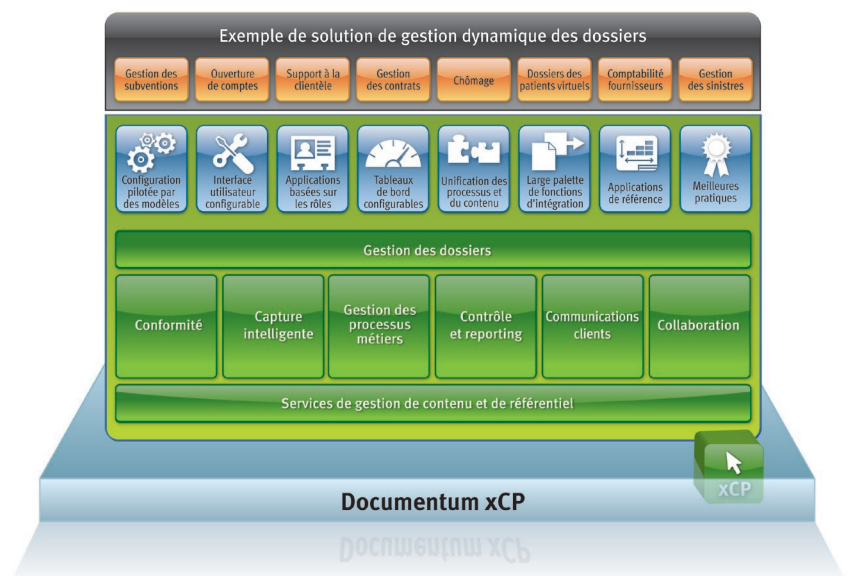 Exemple de solution de gestion dynamique des dossiers
Gestion des
subventions
Ouverture
de comptes
Support à la
clientèle
Gestion
des contrats
Chômage
Dossiers des
patients virtuels
Comptabilité
fournisseurs
Gestion
des sinistres
Configuration
pilotée par
des modèles
Interface
utilisateur
configurable
Applications
basées sur
les rôles
Tableaux
de bord
configurables
Unification des
processus et
du contenu
Large palette
de fonctions
d'intégration
Applications
de référence
Meilleures
pratiques
Gestion des dossiers
Conformité
Capture
intelligente
Gestion des
processus
métiers
Contrôle
et reporting
Communications
clients
Collaboration
Services de gestion de contenu et de référentiel
xCP
Documentum xCP